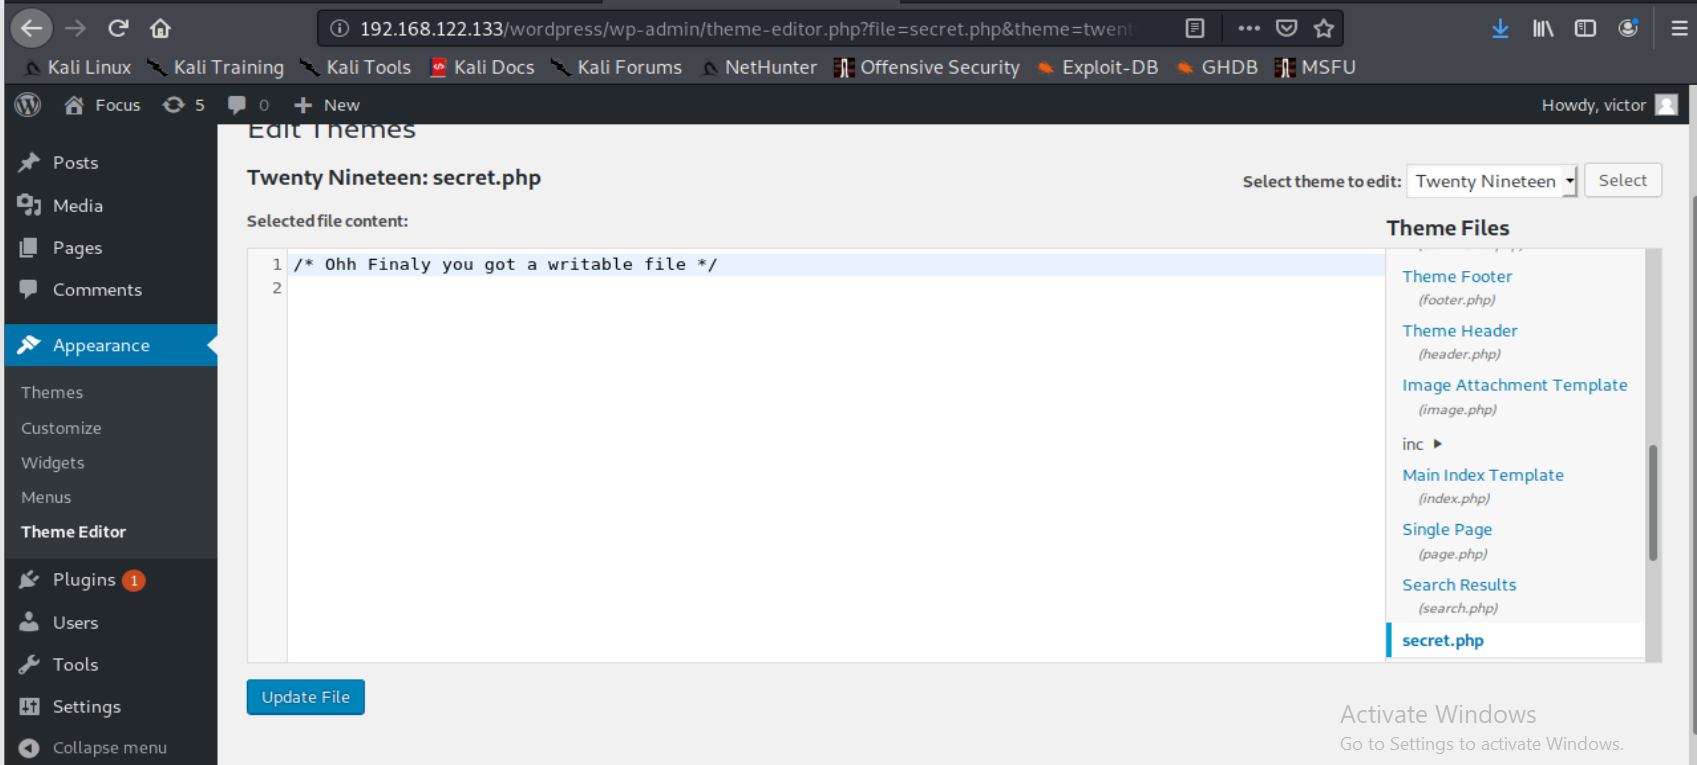 192.168.122.133/wordpress/wp-admin/theme-editor.php?file=secret.php&theme=twent
Kali Linux Kali Training Kali Tools Kali Docs Kali Forums NetHunter Offensive Security Exploit-DB GHDB MSFU
Focus 5 0 New Howdy, victor
Edit Themes
Posts
Media
Pages
Comments
Appearance
Themes
Customize
Widgets
Menus
Theme Editor
Plugins 1
Users
Tools
Settings
Collapse menu
Twenty Nineteen: secret.php
Select theme to edit: Twenty Nineteen Select
Selected file content:
1 /* Ohh Finaly you got a writable file */
2
Theme Files
Theme Footer
(footer.php)
Theme Header
(header.php)
Image Attachment Template
(image.php)
inc
Main Index Template
(index.php)
Single Page
(page.php)
Search Results
(search.php)
secret.php
Update File
Activate Windows
Go to Settings to activate Windows.